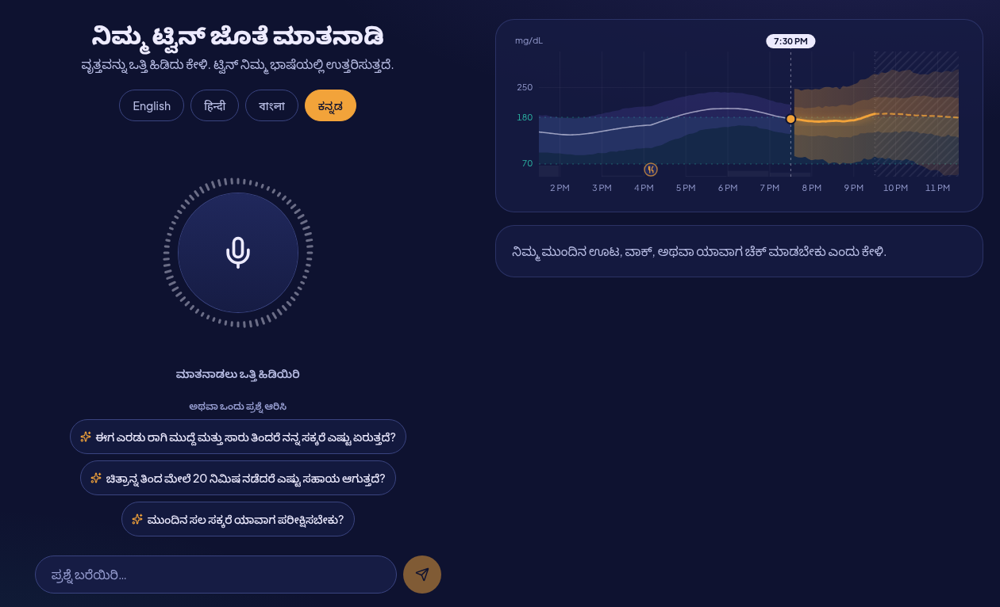 ನಿಮ್ಮ ಟ್ವಿನ್ ಜೊತೆ ಮಾತನಾಡಿ
ವೃತ್ತವನ್ನು ಒತ್ತಿ ಹಿಡಿದು ಕೇಳಿ. ಟ್ವಿನ್ ನಿಮ್ಮ ಭಾಷೆಯಲ್ಲಿ ಉತ್ತರಿಸುತ್ತದೆ.
English
हिन्दी
বাংলা
ಕನ್ನಡ
ಮಾತನಾಡಲು ಒತ್ತಿ ಹಿಡಿಯಿರಿ
ಅಥವಾ ಒಂದು ಪ್ರಶ್ನೆ ಆರಿಸಿ
ಈಗ ಎರಡು ರಾಗಿ ಮುದ್ದೆ ಮತ್ತು ಸಾರು ತಿಂದರೆ ನನ್ನ ಸಕ್ಕರೆ ಎಷ್ಟು ಏರುತ್ತದೆ?
ಚಿತ್ರಾನ್ನ ತಿಂದ ಮೇಲೆ 20 ನಿಮಿಷ ನಡೆದರೆ ಎಷ್ಟು ಸಹಾಯ ಆಗುತ್ತದೆ?
ಮುಂದಿನ ಸಲ ಸಕ್ಕರೆ ಯಾವಾಗ ಪರೀಕ್ಷಿಸಬೇಕು?
ಪ್ರಶ್ನೆ ಬರೆಯಿರಿ...
mg/dL
7:30 PM
250
180
70
2 PM 3 PM 4 PM 5 PM 6 PM 7 PM 8 PM 9 PM 10 PM 11 PM
ನಿಮ್ಮ ಮುಂದಿನ ಊಟ, ವಾಕ್, ಅಥವಾ ಯಾವಾಗ ಚೆಕ್ ಮಾಡಬೇಕು ಎಂದು ಕೇಳಿ.